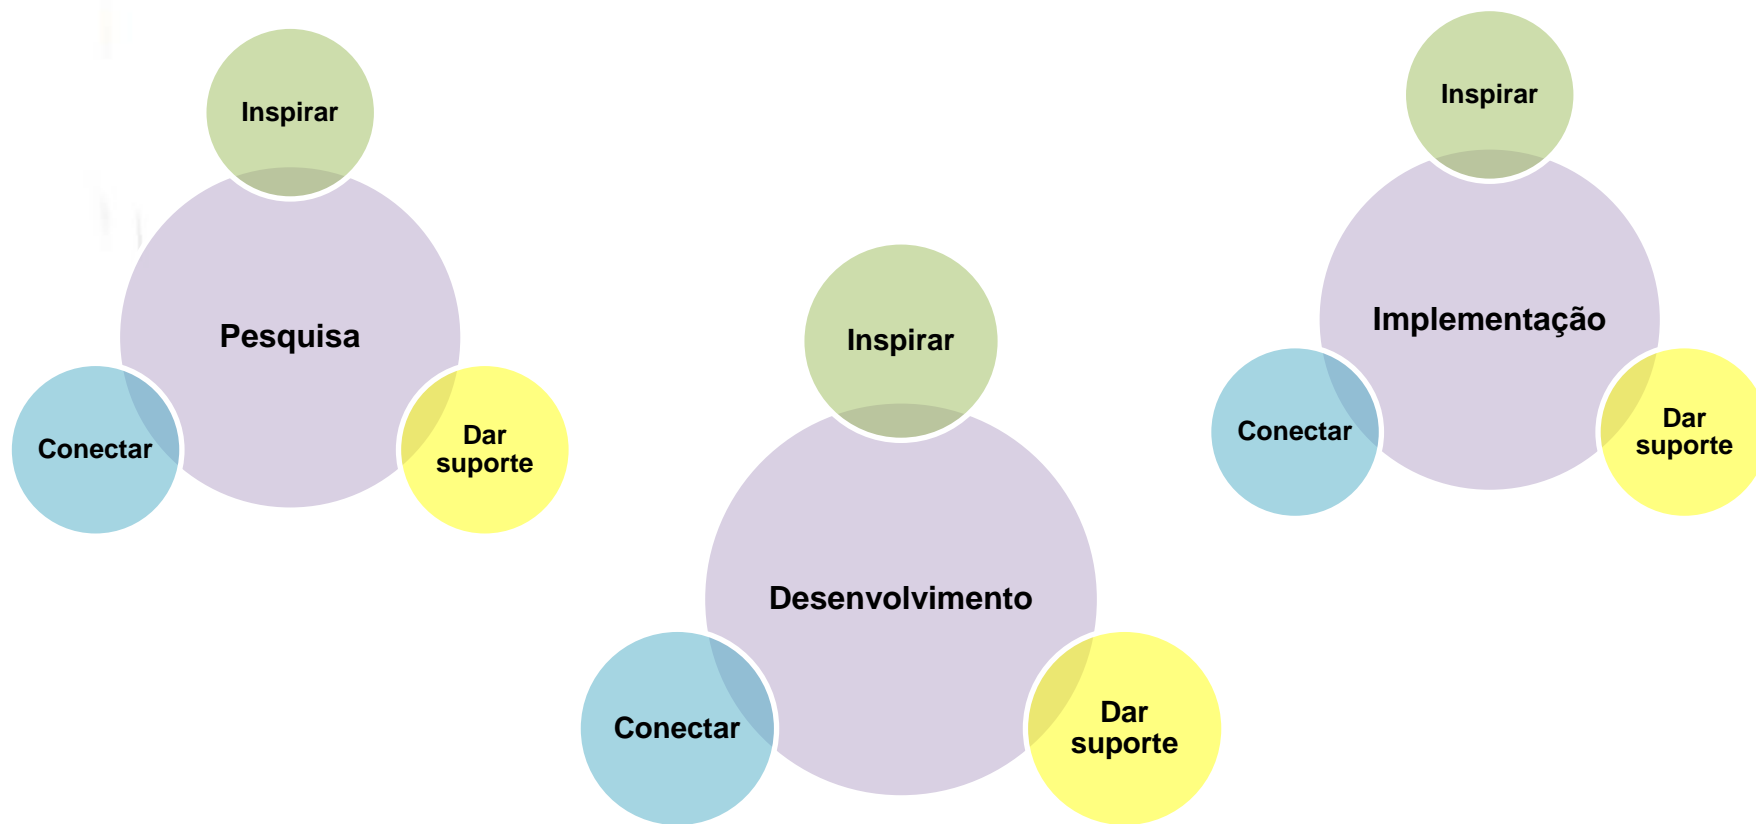 Inspirar
Pesquisa
Conectar
Dar
suporte
Inspirar
Desenvolvimento
Conectar
Dar
suporte
Inspirar
Implementação
Conectar
Dar
suporte